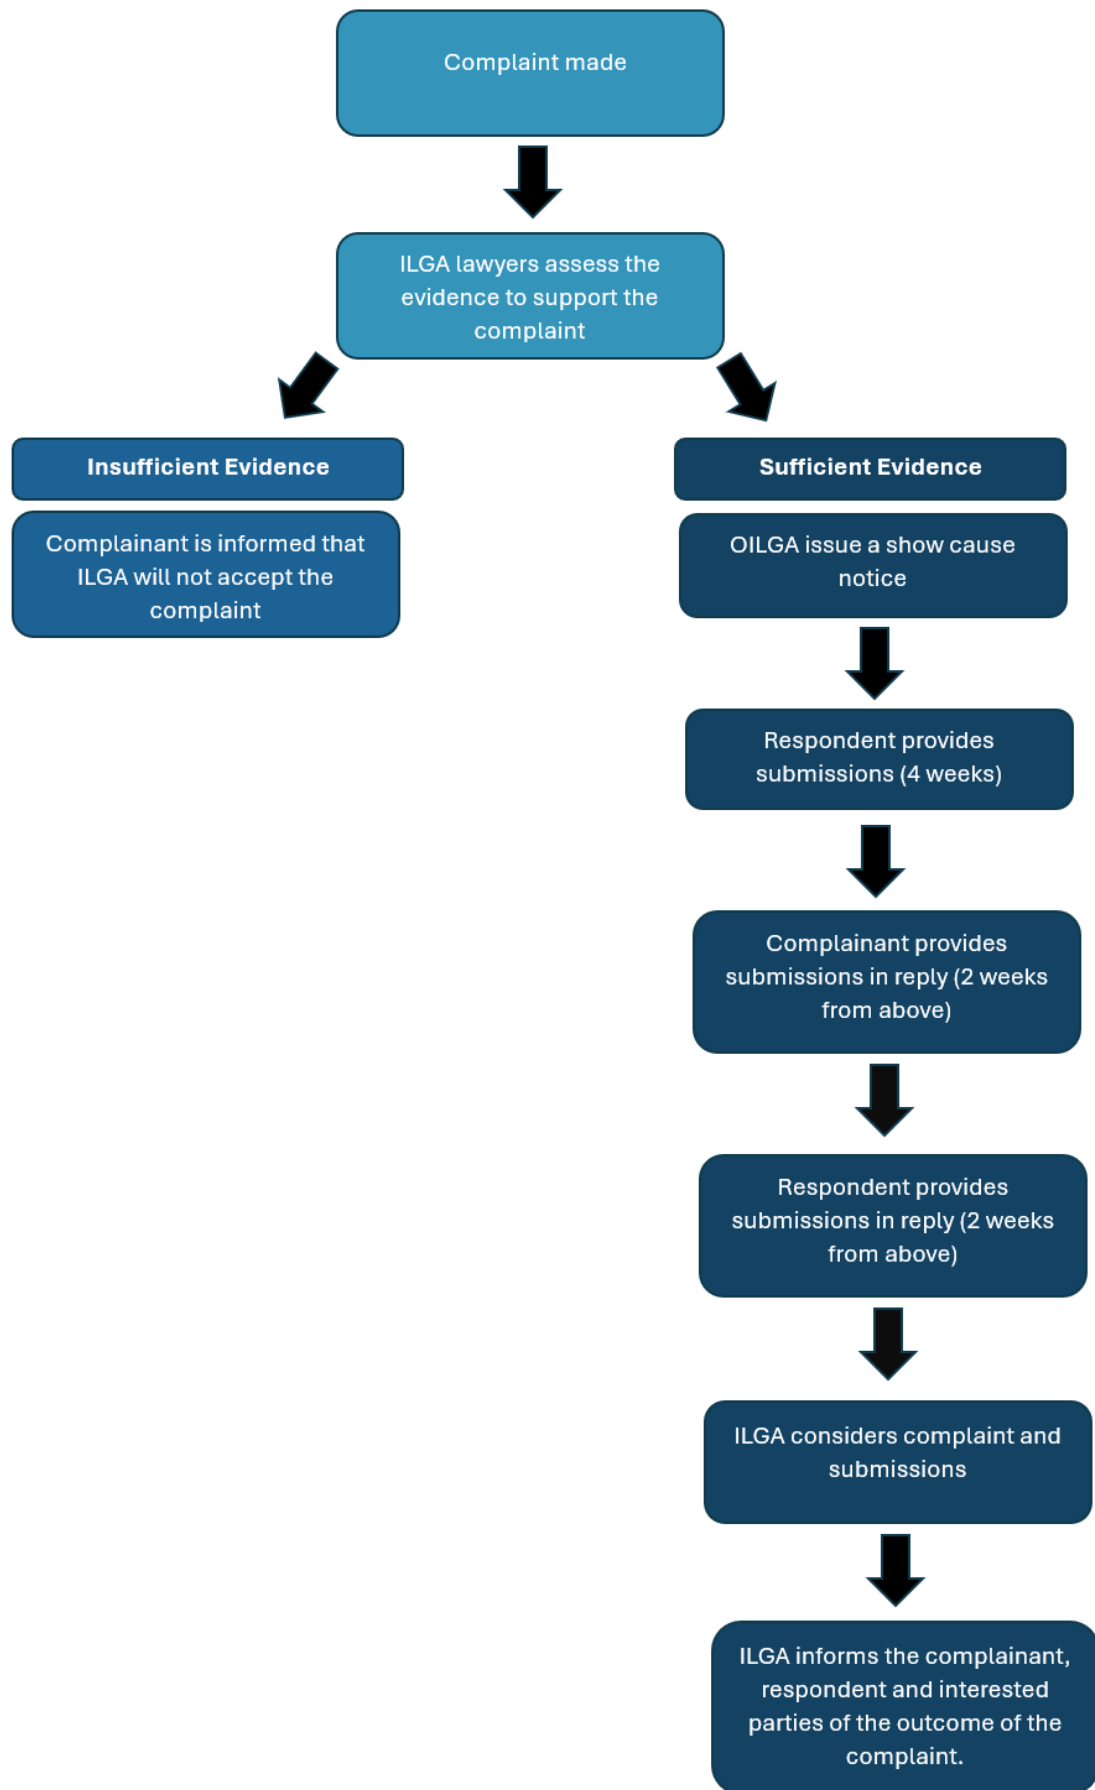 Complaint made
ILGA lawyers assess the
evidence to support the
complaint
Insufficient Evidence
Complainant is informed that
ILGA will not accept the
complaint
Sufficient Evidence
OILGA issue a show cause
notice
Respondent provides
submissions (4 weeks)
Complainant provides
submissions in reply (2 weeks
from above)
Respondent provides
submissions in reply (2 weeks
from above)
ILGA considers complaint and
submissions
ILGA informs the complainant,
respondent and interested
parties of the outcome of the
complaint.